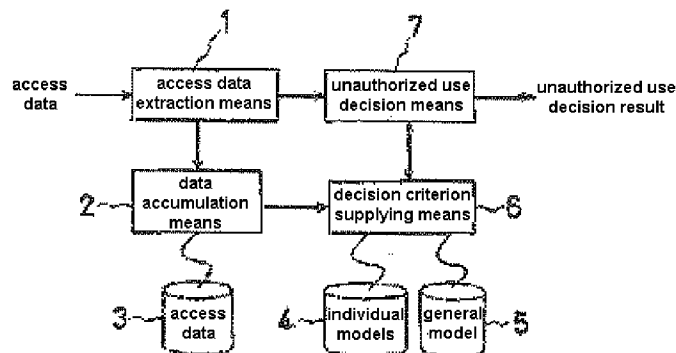 1
7
access
data
access data
extraction means
unauthorized use
decision means
unauthorized use
decision result
2
data
accumulation
means
decision criterion
supplying means
6
3
access
data
4
individual
models
general
model
5